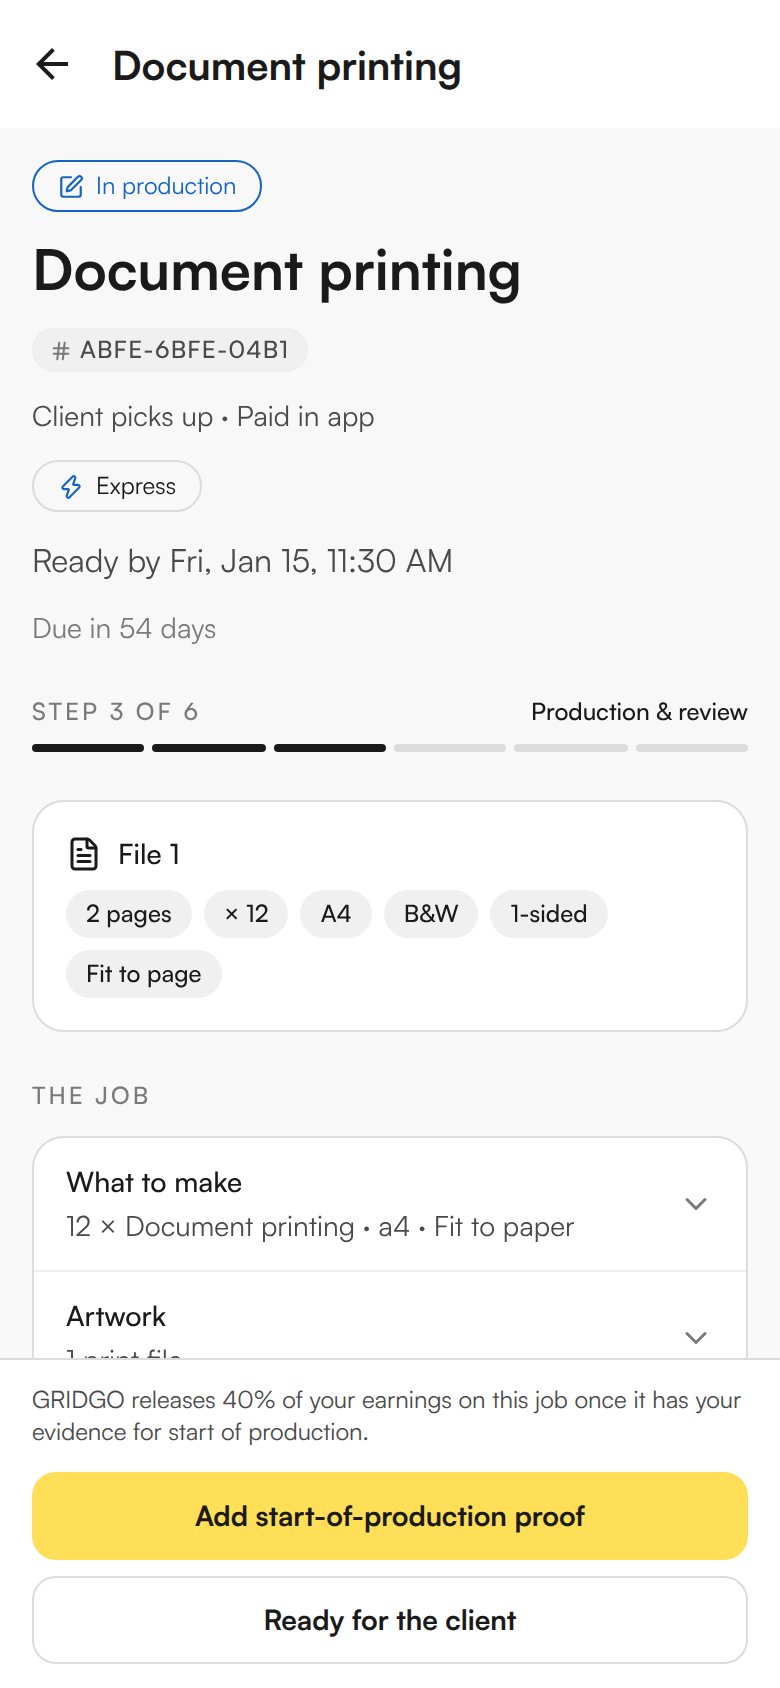 Document printing
In production
Document printing
# ABFE-6BFE-04B1
Client picks up · Paid in app
Express
Ready by Fri, Jan 15, 11:30 AM
Due in 54 days
STEP 3 OF 6
Production & review
File 1
2 pages
× 12
A4
B&W
1-sided
Fit to page
THE JOB
What to make
12 × Document printing · a4 · Fit to paper
Artwork
1 print file
GRIDGO releases 40% of your earnings on this job once it has your
evidence for start of production.
Add start-of-production proof
Ready for the client